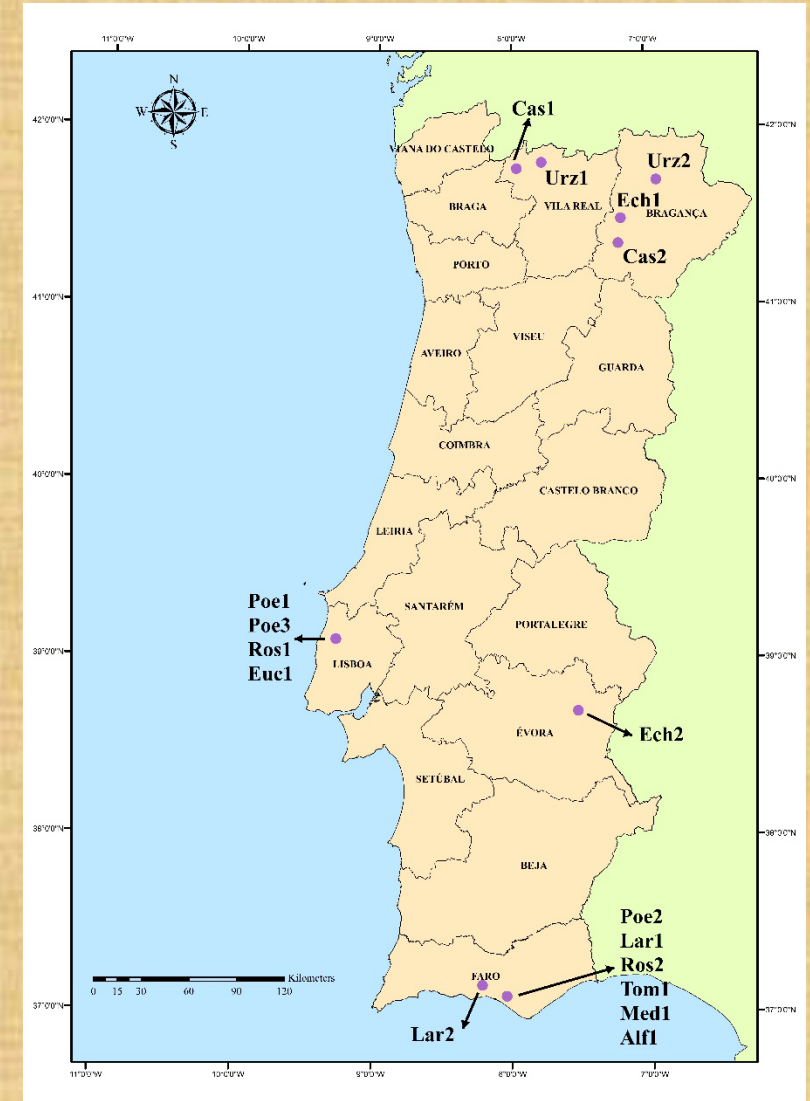 11°0'0"W 10°0'0"W 9°0'0"W 8°0'0"W 7°0'0"W
N
W E
S
42°0'0"N
42°0'0"N
Cas1
VIANA DO CASTELO
Urz1
Urz2
Ech1
BRAGA
VILA REAL
BRAGANÇA
Cas2
PORTO
41°0'0"N
41°0'0"N
VISEU
AVEIRO
GUARDA
COIMBRA
40°0'0"N
40°0'0"N
CASTELO BRANCO
LEIRIA
Poe1
Poe3
Ros1
Euc1
SANTARÉM
PORTALEGRE
39°0'0"N
39°0'0"N
LISBOA
ÉVORA
Ech2
SETÚBAL
38°0'0"N
38°0'0"N
BEJA
Poe2
Lar1
Ros2
Tom1
Med1
Alf1
FARO
Kilometers
0 15 30 60 90 120
37°0'0"N
37°0'0"N
Lar2
11°0'0"W 10°0'0"W 9°0'0"W 8°0'0"W 7°0'0"W